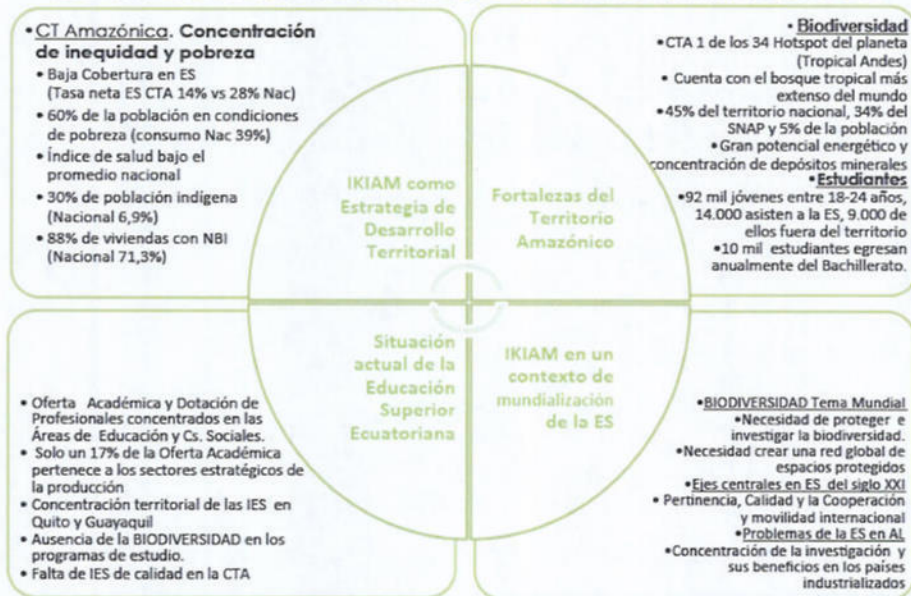 •CT Amazónica. Concentración
de inequidad y pobreza
• Baja Cobertura en ES
(Tasa neta ES CTA 14% vs 28% Nac)
• 60% de la población en condiciones
de pobreza (consumo Nac 39%)
• Índice de salud bajo el
promedio nacional
• 30% de población indígena
(Nacional 6,9%)
• 88% de viviendas con NBI
(Nacional 71,3%)
IKIAM como
Estrategia de
Desarrollo
Territorial
• Biodiversidad
•CTA 1 de los 34 Hotspot del planeta
(Tropical Andes)
• Cuenta con el bosque tropical más
extenso del mundo
•45% del territorio nacional, 34% del
SNAP y 5% de la población
• Gran potencial energético y
concentración de depósitos minerales
•Estudiantes
•92 mil jóvenes entre 18-24 años,
14.000 asisten a la ES, 9.000 de
ellos fuera del territorio
•10 mil estudiantes egresan
anualmente del Bachillerato.
Fortalezas del
Territorio
Amazónico
Situación
actual de la
Educación
Superior
Ecuatoriana
• Oferta Académica y Dotación de
Profesionales concentrados en las
Áreas de Educación y Cs. Sociales.
• Solo un 17% de la Oferta Académica
pertenece a los sectores estratégicos de
la producción
• Concentración territorial de las IES en
Quito y Guayaquil
• Ausencia de la BIODIVERSIDAD en los
programas de estudio.
• Falta de IES de calidad en la CTA
IKIAM en un
contexto de
mundialización
de la ES
•BIODIVERSIDAD Tema Mundial
•Necesidad de proteger e
investigar la biodiversidad.
•Necesidad crear una red global de
espacios protegidos
•Ejes centrales en ES del siglo XXI
• Pertinencia, Calidad y la Cooperación
y movilidad internacional
•Problemas de la ES en AL
•Concentración de la investigación y
sus beneficios en los países
industrializados